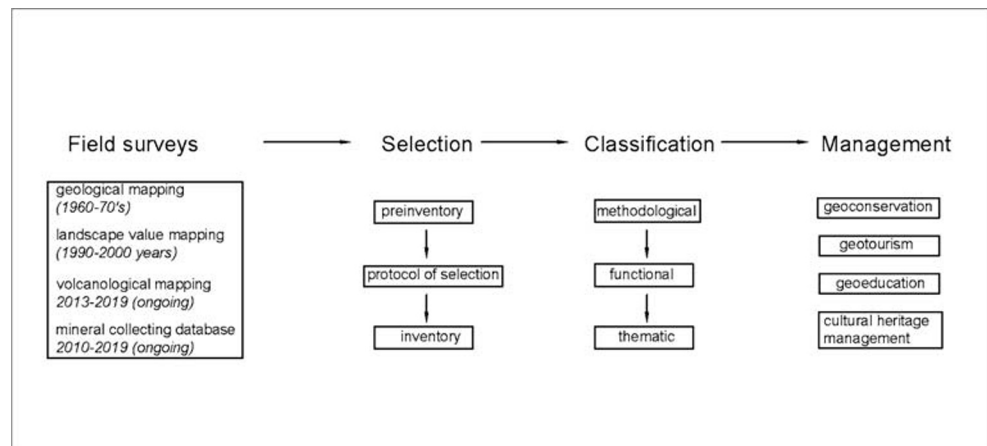 Field surveys
Selection
Classification
Management
geological mapping
(1960-70's)
landscape value mapping
(1990-2000 years)
volcanological mapping
2013-2019 (ongoing)
mineral collecting database
2010-2019 (ongoing)
preinventory
protocol of selection
inventory
methodological
functional
thematic
geoconservation
geotourism
geoeducation
cultural heritage
management